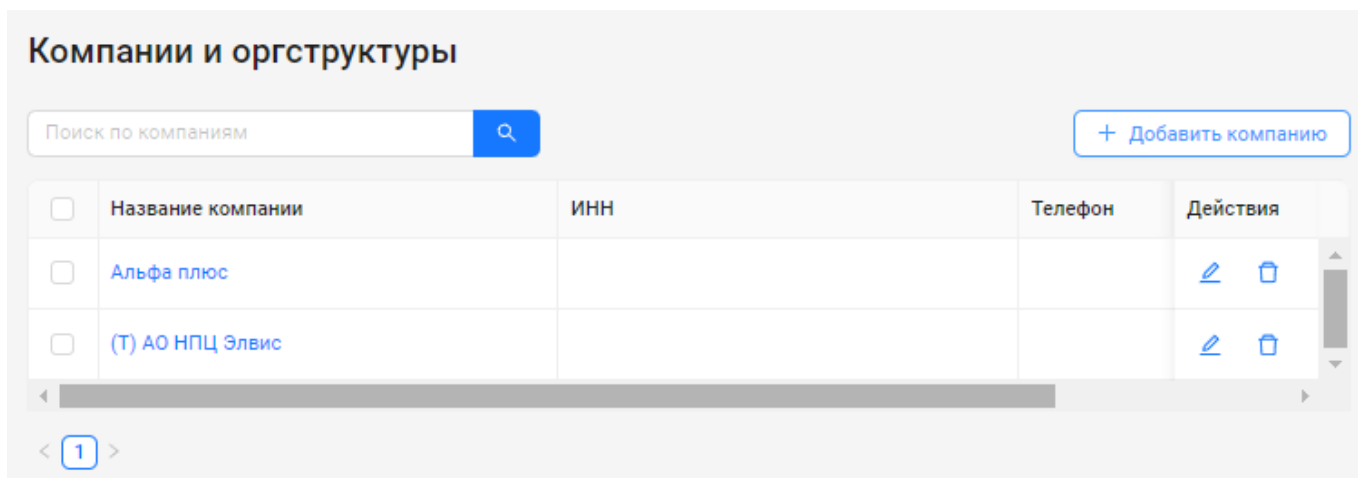 Компании и оргструктуры
Поиск по компаниям
+ Добавить компанию
Название компании ИНН Телефон Действия
Альфа плюс
(Т) АО НПЦ Элвис
< 1 >